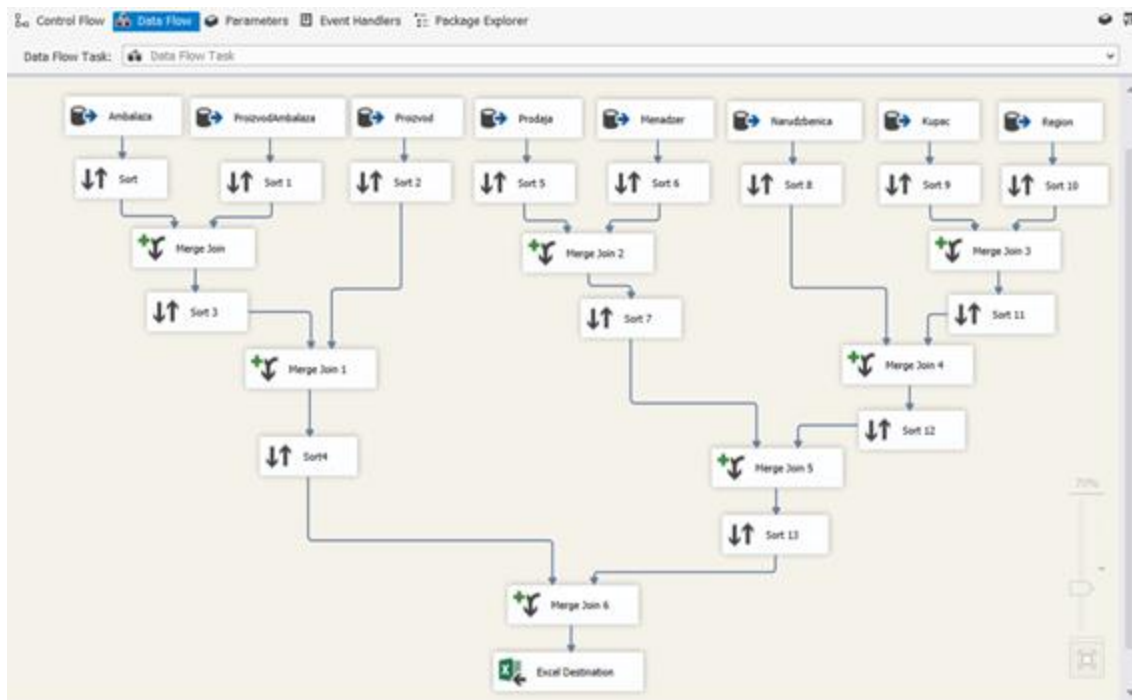 Control Flow Data Flow Parameters Event Handlers Package Explorer
Data Flow Task: Data Flow Task
Ambalaza ProizvodAmbalaza Proizvod Prodaja Menadzer Narudzbenica Kupac Region
Sort Sort 1 Sort 2 Sort 5 Sort 6 Sort 8 Sort 9 Sort 10
Merge Join Merge Join 2 Merge Join 3
Sort 3 Sort 7 Sort 11
Merge Join 1 Merge Join 4
Sort 12
Sort4 Merge Join 5
70%
Sort 13
Merge Join 6
Excel Destination